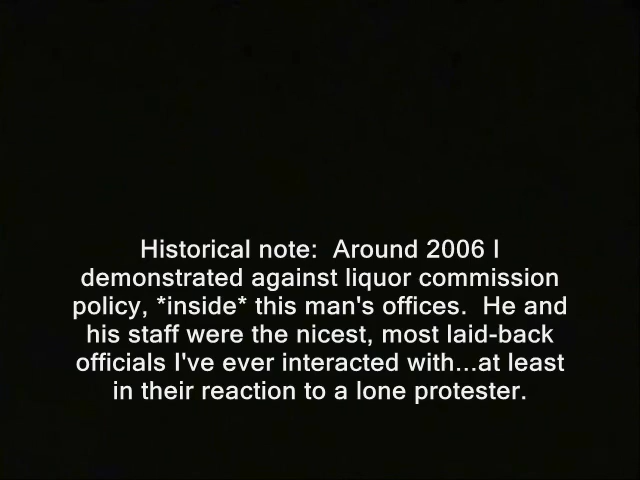 Historical note:  Around 2006 I
demonstrated against liquor commission
policy, *inside* this man's offices.  He and
his staff were the nicest, most laid-back
officials I've ever interacted with...at least
in their reaction to a lone protester.